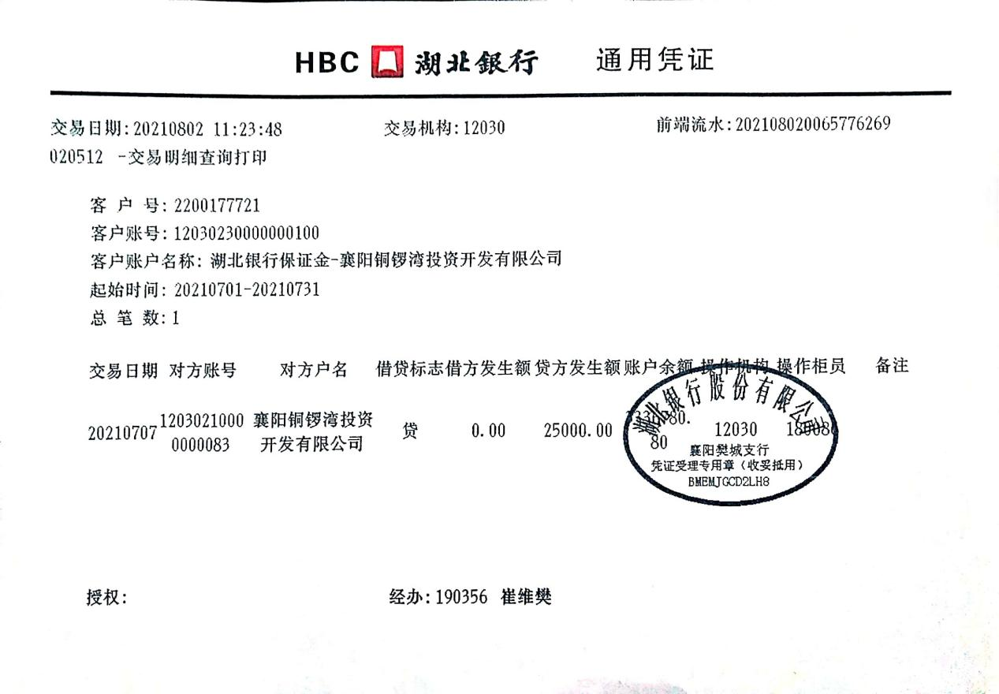 HBC 湖北銀行 通用凭证
交易日期:20210802 11:23:48 交易机构:12030 前端流水:202108020065776269
020512 -交易明细查询打印
客 户 号: 2200177721
客户账号: 12030230000000100
客户账户名称: 湖北银行保证金-襄阳铜锣湾投资开发有限公司
起始时间: 20210701-20210731
总 笔 数: 1
交易日期 对方账号 对方户名 借贷标志 借方发生额 贷方发生额 账户余额 操作机构 操作柜员 备注
20210707 1203021000 襄阳铜锣湾投资 贷 0.00 25000.00 12030
0000083 开发有限公司 80
湖北银行股份有限公司
襄阳樊城支行
凭证受理专用章(收妥抵用)
BMEMJGCD2LH8
授权: 经办: 190356 崔维樊